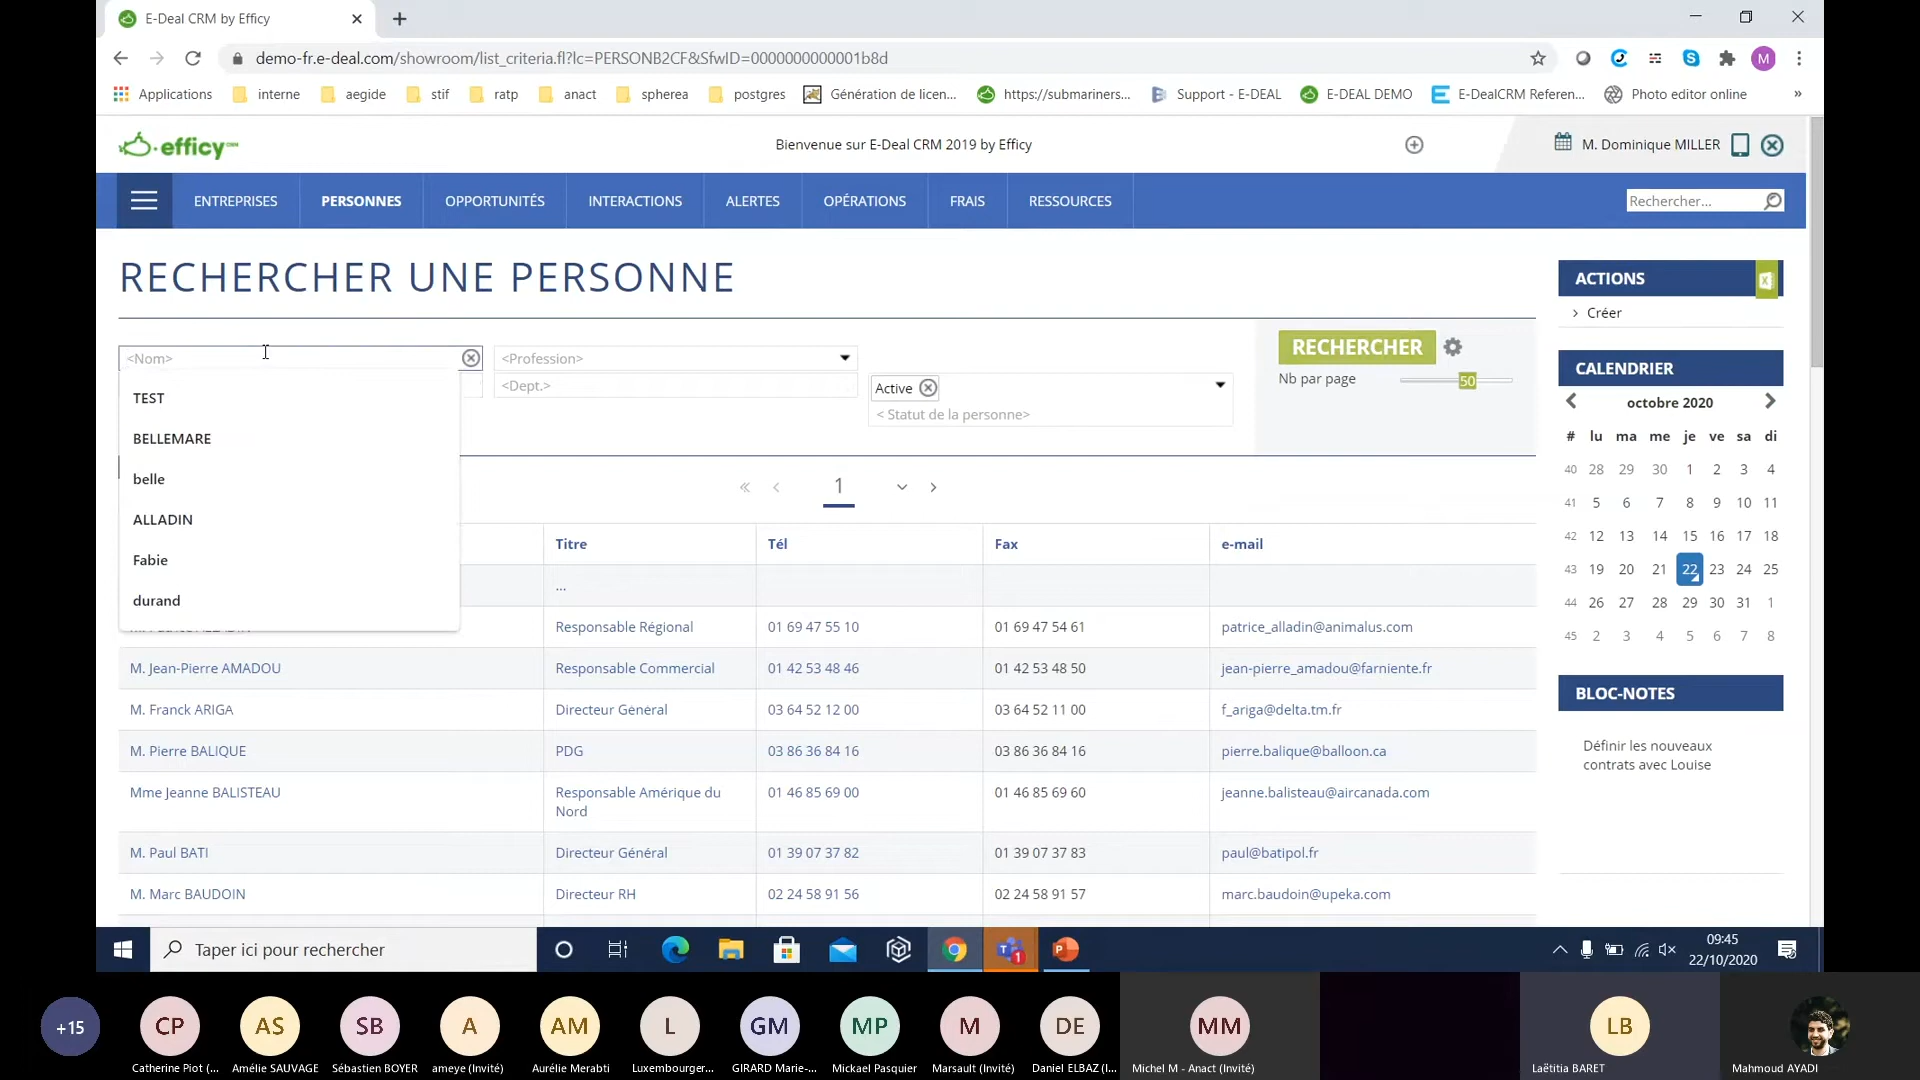 E-Deal CRM by Efficy
demo-fr.e-deal.com/showroom/list_criteria.fl?lc=PERSONB2CF&SfwID=0000000000001b8d
M
Applications interne aegide stif ratp anact spherea postgres Génération de licen... https://submariners... Support - E-DEAL E-DEAL DEMO E-DealCRM Referen... Photo editor online »
efficy CRM
Bienvenue sur E-Deal CRM 2019 by Efficy
M. Dominique MILLER
ENTREPRISES PERSONNES OPPORTUNITÉS INTERACTIONS ALERTES OPÉRATIONS FRAIS RESSOURCES
Rechercher...
RECHERCHER UNE PERSONNE
<Nom>
<Profession>
<Dept.>
Active
< Statut de la personne>
RECHERCHER
Nb par page 50
TEST
BELLEMARE
belle
ALLADIN
Fabie
durand
1
Titre Tél Fax e-mail
...
Responsable Régional 01 69 47 55 10 01 69 47 54 61 patrice_alladin@animalus.com
M. Jean-Pierre AMADOU Responsable Commercial 01 42 53 48 46 01 42 53 48 50 jean-pierre_amadou@farniente.fr
M. Franck ARIGA Directeur General 03 64 52 12 00 03 64 52 11 00 f_ariga@delta.tm.fr
M. Pierre BALIQUE PDG 03 86 36 84 16 03 86 36 84 16 pierre.balique@balloon.ca
Mme Jeanne BALISTEAU Responsable Amérique du 01 46 85 69 00 01 46 85 69 60 jeanne.balisteau@aircanada.com
Nord
M. Paul BATI Directeur Général 01 39 07 37 82 01 39 07 37 83 paul@batipol.fr
M. Marc BAUDOIN Directeur RH 02 24 58 91 56 02 24 58 91 57 marc.baudoin@upeka.com
ACTIONS
Créer
CALENDRIER
octobre 2020
# lu ma me je ve sa di
40 28 29 30 1 2 3 4
41 5 6 7 8 9 10 11
42 12 13 14 15 16 17 18
43 19 20 21 22 23 24 25
44 26 27 28 29 30 31 1
45 2 3 4 5 6 7 8
BLOC-NOTES
Définir les nouveaux
contrats avec Louise
Taper ici pour rechercher
1
09:45
22/10/2020
+15 CP AS SB A AM L GM MP M DE MM LB
Catherine Piot (... Amélie SAUVAGE Sébastien BOYER ameye (Invité) Aurélie Merabti Luxembourger... GIRARD Marie-... Mickael Pasquier Marsault (Invité) Daniel ELBAZ (I... Michel M - Anact (Invité) Laëtitia BARET Mahmoud AYADI